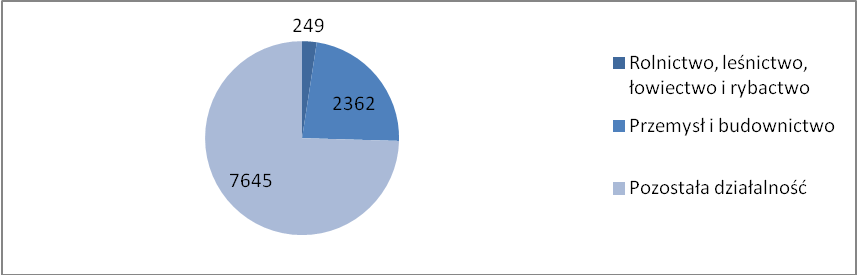 249
2362
7645
Rolnictwo, leśnictwo,
łowiectwo i rybactwo
Przemysł i budownictwo
Pozostała działalność